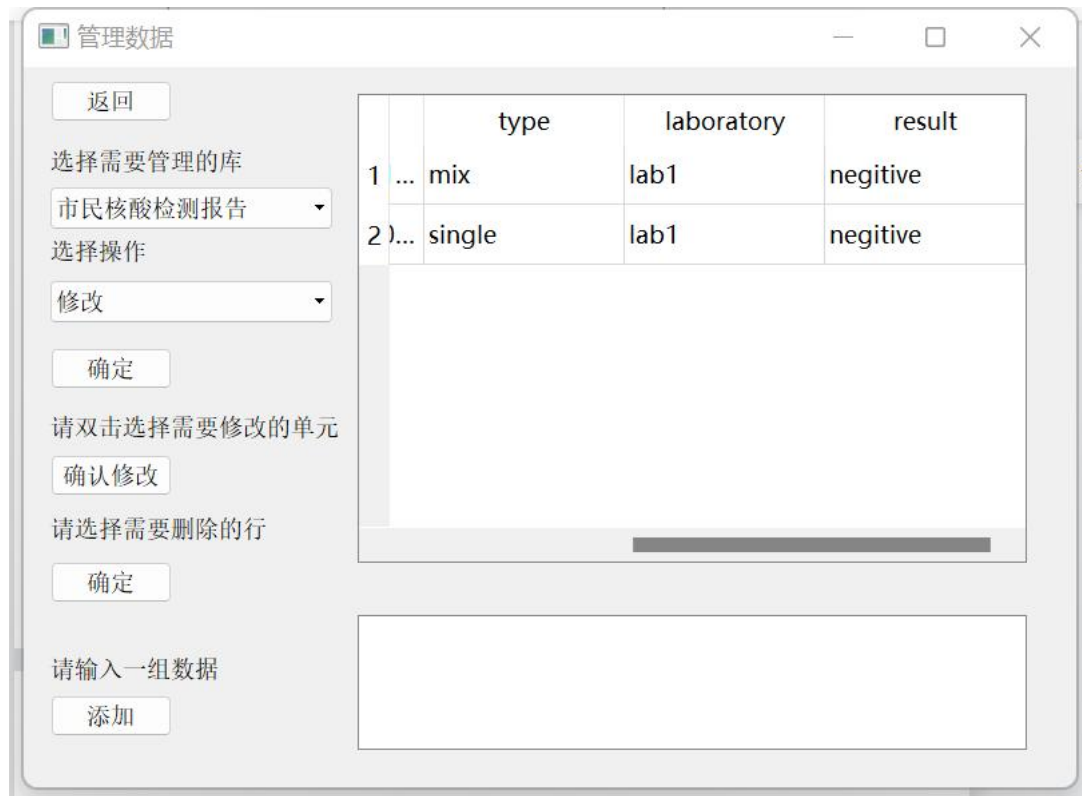 管理数据
返回
选择需要管理的库
市民核酸检测报告
选择操作
修改
确定
请双击选择需要修改的单元
确认修改
请选择需要删除的行
确定
请输入一组数据
添加
type laboratory result
1 ... mix lab1 negitive
2 ... single lab1 negitive